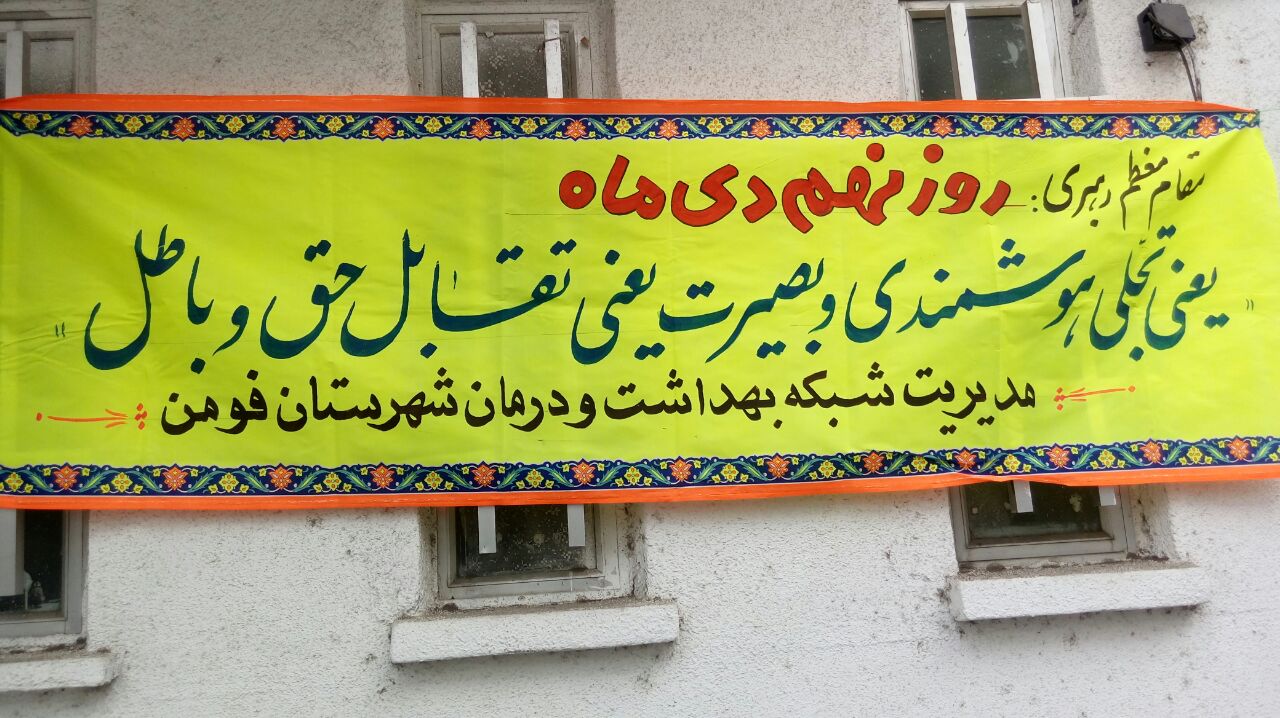 مقام معظم رهبری: روز نهم دی ماه
" یعنی تجلی هوشمندی و بصیرت یعنی تقابل حق و باطل "
مدیریت شبکه بهداشت و درمان شهرستان فومن